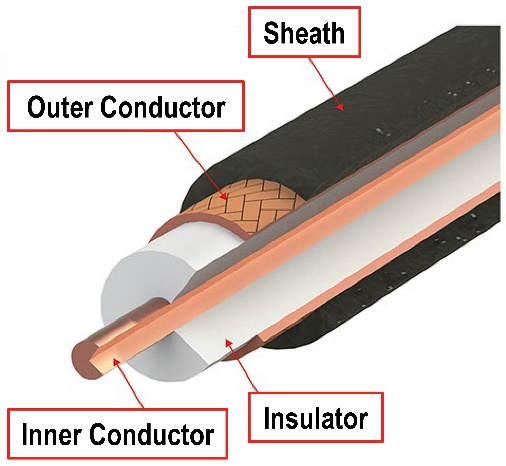 Sheath
Outer Conductor
Insulator
Inner Conductor